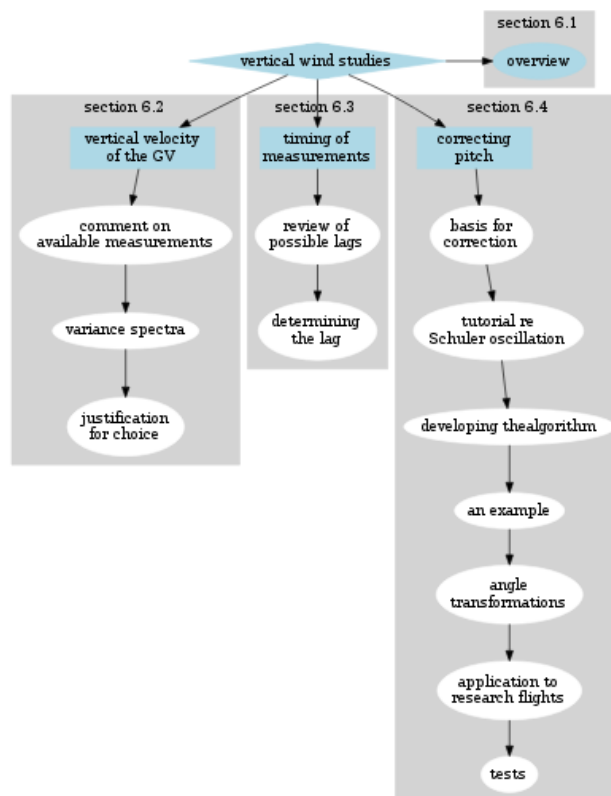 section 6.1
vertical wind studies
overview
section 6.2
vertical velocity
of the GV
comment on
available measurements
variance spectra
justification
for choice
section 6.3
timing of
measurements
review of
possible lags
determining
the lag
section 6.4
correcting
pitch
basis for
correction
tutorial re
Schuler oscillation
developing thealgorithm
an example
angle
transformations
application to
research flights
tests